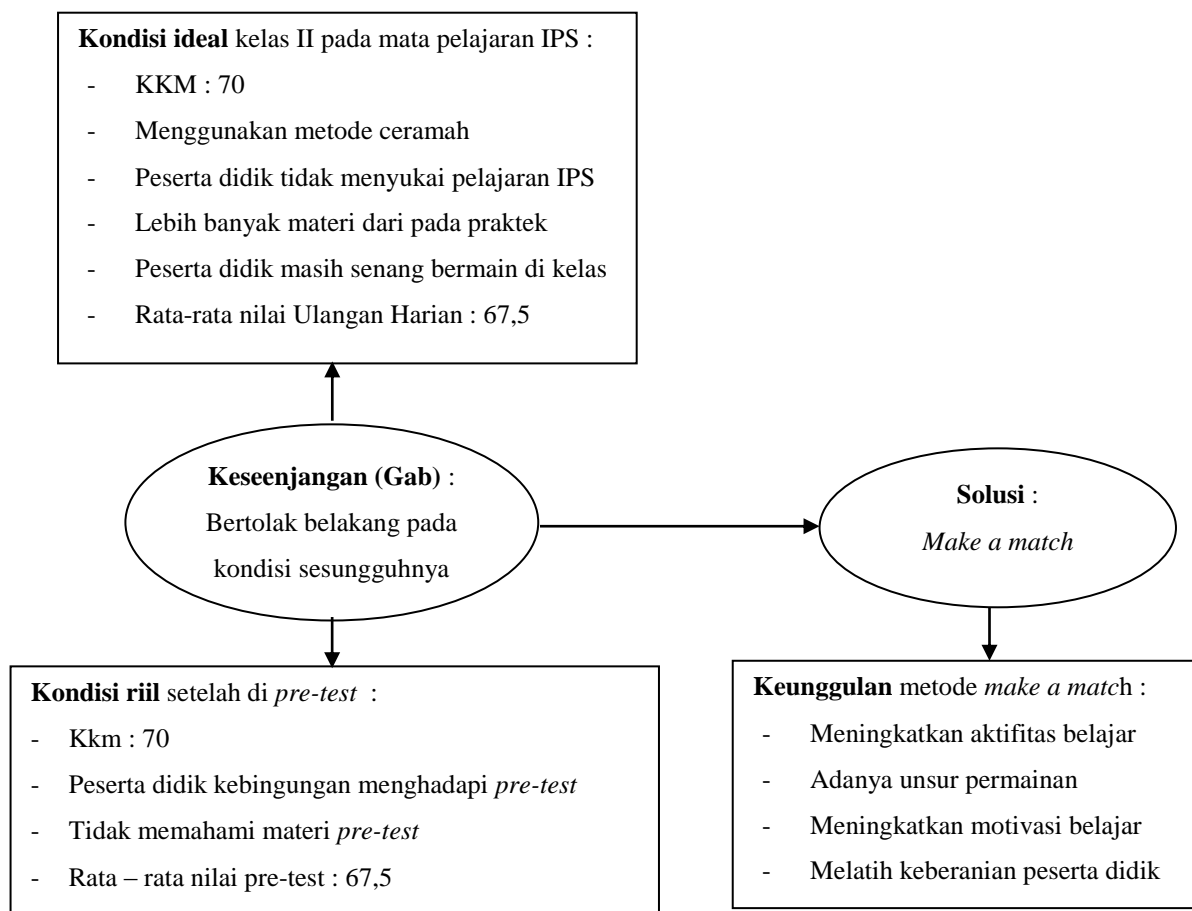 Kondisi ideal kelas II pada mata pelajaran IPS :
- KKM : 70
- Menggunakan metode ceramah
- Peserta didik tidak menyukai pelajaran IPS
- Lebih banyak materi dari pada praktek
- Peserta didik masih senang bermain di kelas
- Rata-rata nilai Ulangan Harian : 67,5
Keseenjangan (Gab) :
Bertolak belakang pada
kondisi sesungguhnya
Solusi :
Make a match
Kondisi riil setelah di pre-test :
- Kkm : 70
- Peserta didik kebingungan menghadapi pre-test
- Tidak memahami materi pre-test
- Rata – rata nilai pre-test : 67,5
Keunggulan metode make a match :
- Meningkatkan aktifitas belajar
- Adanya unsur permainan
- Meningkatkan motivasi belajar
- Melatih keberanian peserta didik